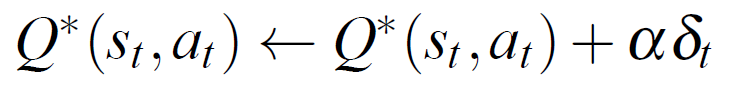 Q*(s_t, a_t) ← Q*(s_t, a_t) + αδ_t